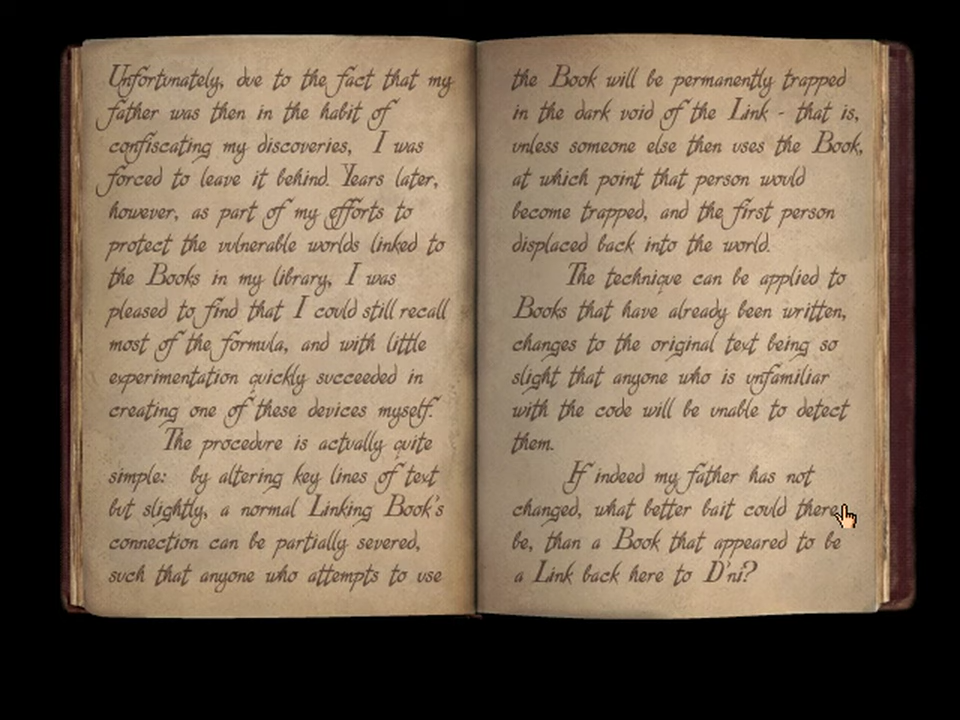 Unfortunately, due to the fact that my
father was then in the habit of
confiscating my discoveries, I was
forced to leave it behind. Years later,
however, as part of my efforts to
protect the vulnerable worlds linked to
the Books in my library, I was
pleased to find that I could still recall
most of the formula, and with little
experimentation quickly succeeded in
creating one of these devices myself.
The procedure is actually quite
simple: by altering key lines of text
but slightly, a normal Linking Book's
connection can be partially severed,
such that anyone who attempts to use
the Book will be permanently trapped
in the dark void of the Link - that is,
unless someone else then uses the Book,
at which point that person would
become trapped, and the first person
displaced back into the world.
The technique can be applied to
Books that have already been written,
changes to the original text being so
slight that anyone who is unfamiliar
with the code will be unable to detect
them.
If indeed my father has not
changed, what better bait could there
be, than a Book that appeared to be
a Link back here to D'ni?